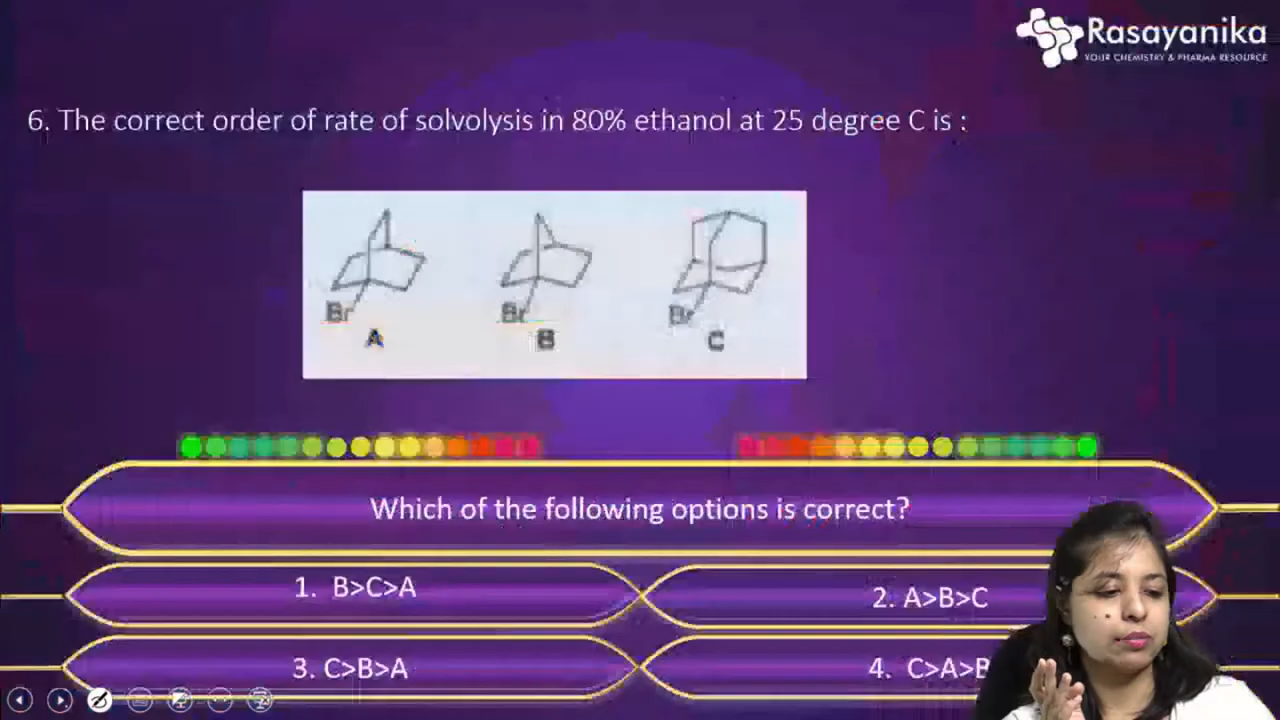 Rasayanika
YOUR CHEMISTRY & PHARMA RESOURCE
6. The correct order of rate of solvolysis in 80% ethanol at 25 degree C is :
Br
A
Br
B
Br
C
Which of the following options is correct?
1. B>C>A
2. A>B>C
3. C>B>A
4. C>A>B